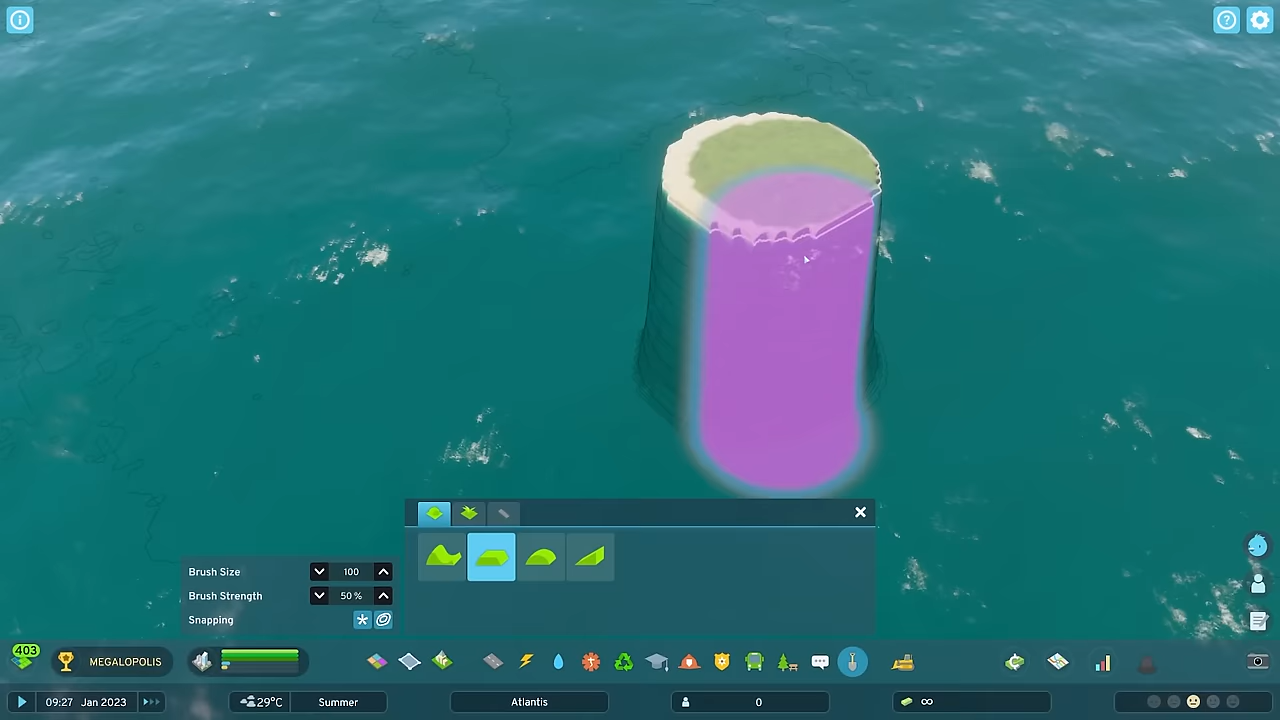 Brush Size 100
Brush Strength 50 %
Snapping
403
MEGALOPOLIS
09:27 Jan 2023
29°C Summer
Atlantis
0
∞